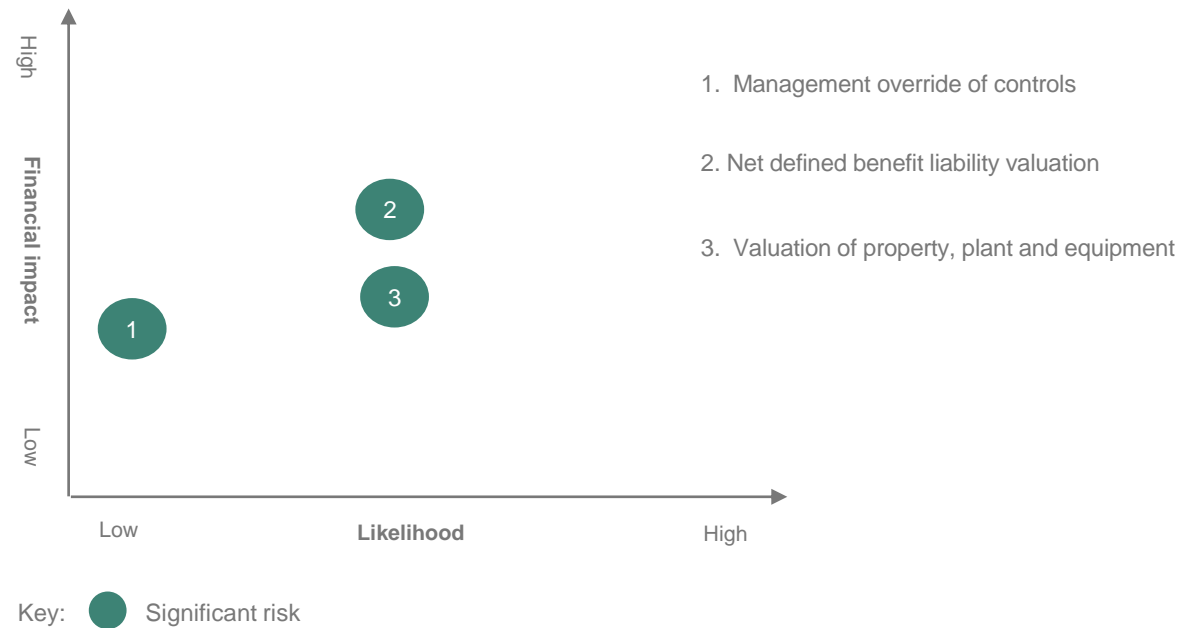 High
Financial impact
Low
1. Management override of controls
2. Net defined benefit liability valuation
3. Valuation of property, plant and equipment
2
3
1
Low
Likelihood
High
Key:
Significant risk